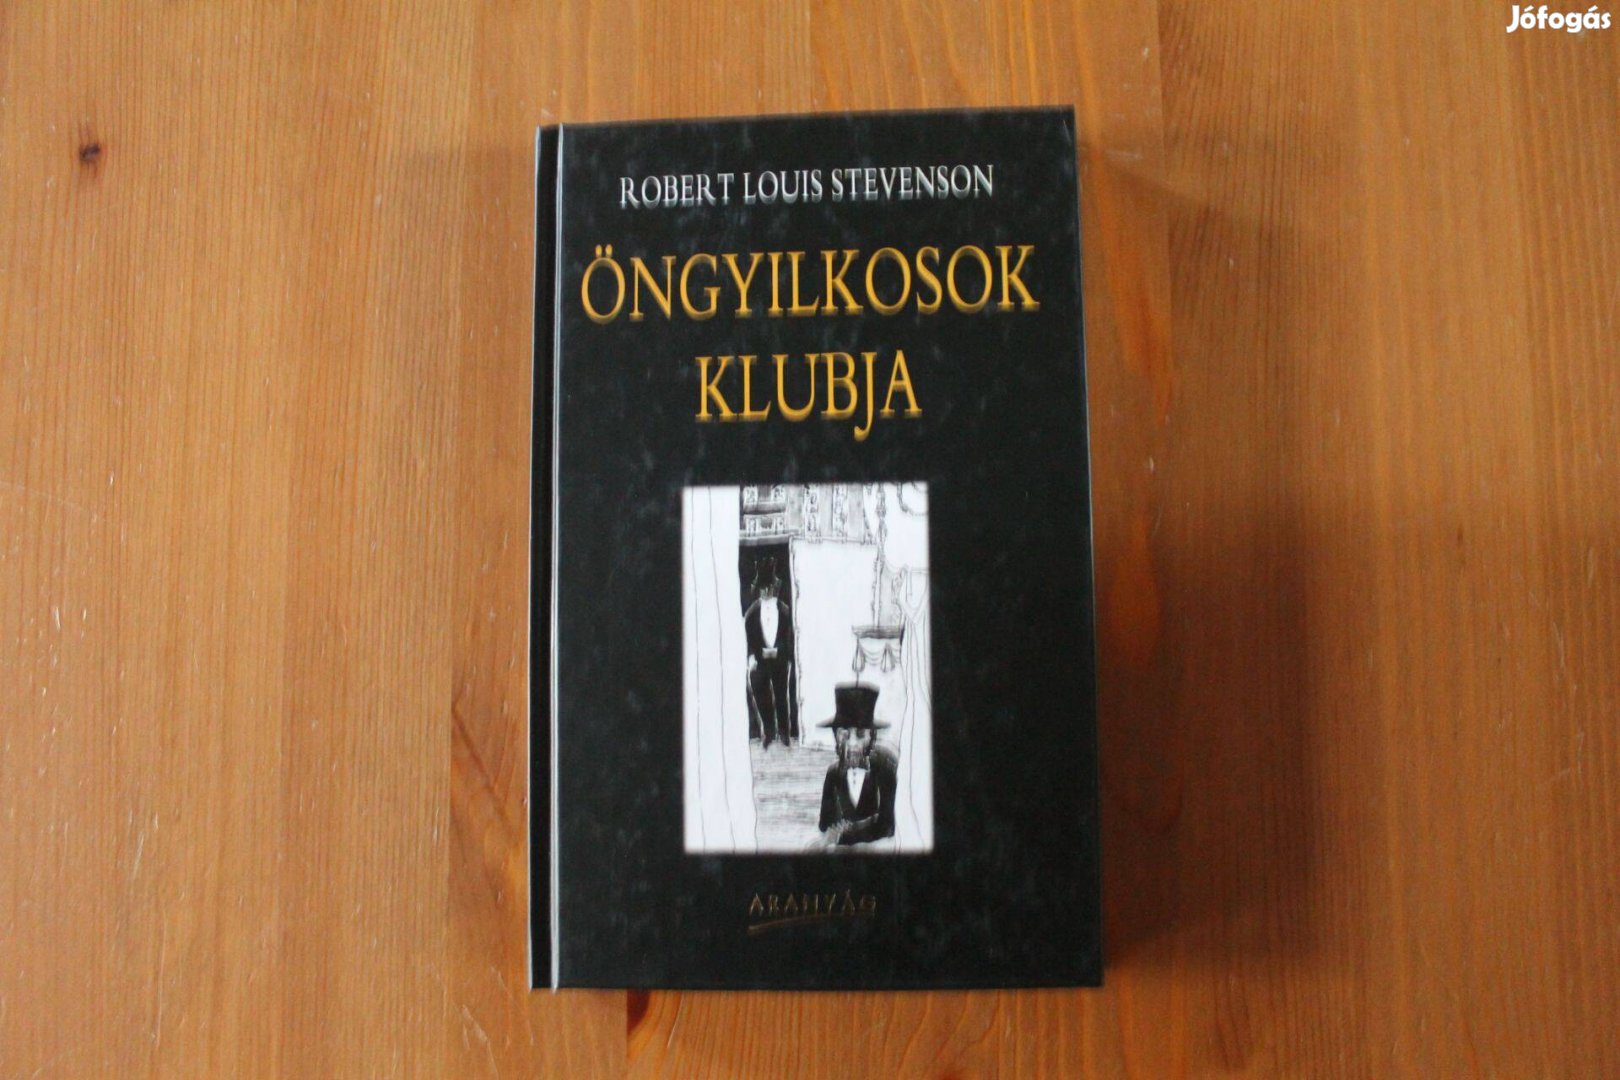 Jófogás
ROBERT LOUIS STEVENSON
ÖNGYILKOSOK
KLUBJA
ARANYÁG